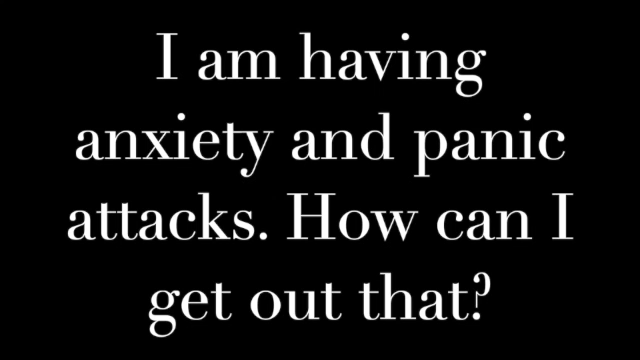 I am having
anxiety and panic
attacks. How can I
get out that?